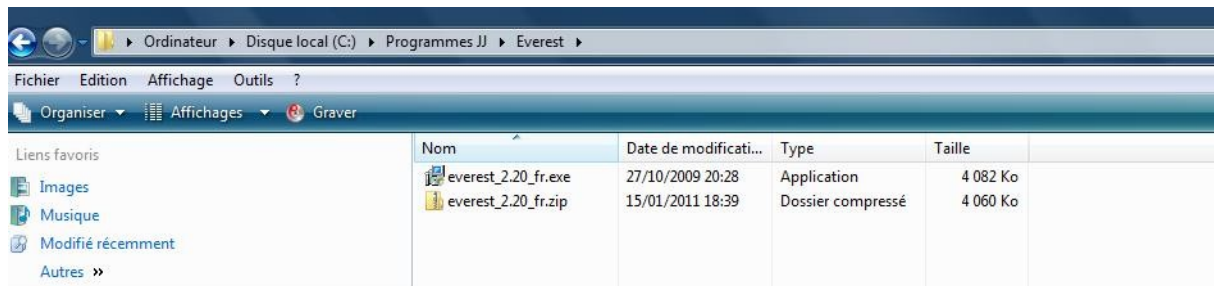 Ordinateur Disque local (C:) Programmes JJ Everest
Fichier Edition Affichage Outils ?
Organiser Affichages Graver
Liens favoris
Images
Musique
Modifié récemment
Autres »
Nom Date de modificati... Type Taille
everest_2.20_fr.exe 27/10/2009 20:28 Application 4 082 Ko
everest_2.20_fr.zip 15/01/2011 18:39 Dossier compressé 4 060 Ko